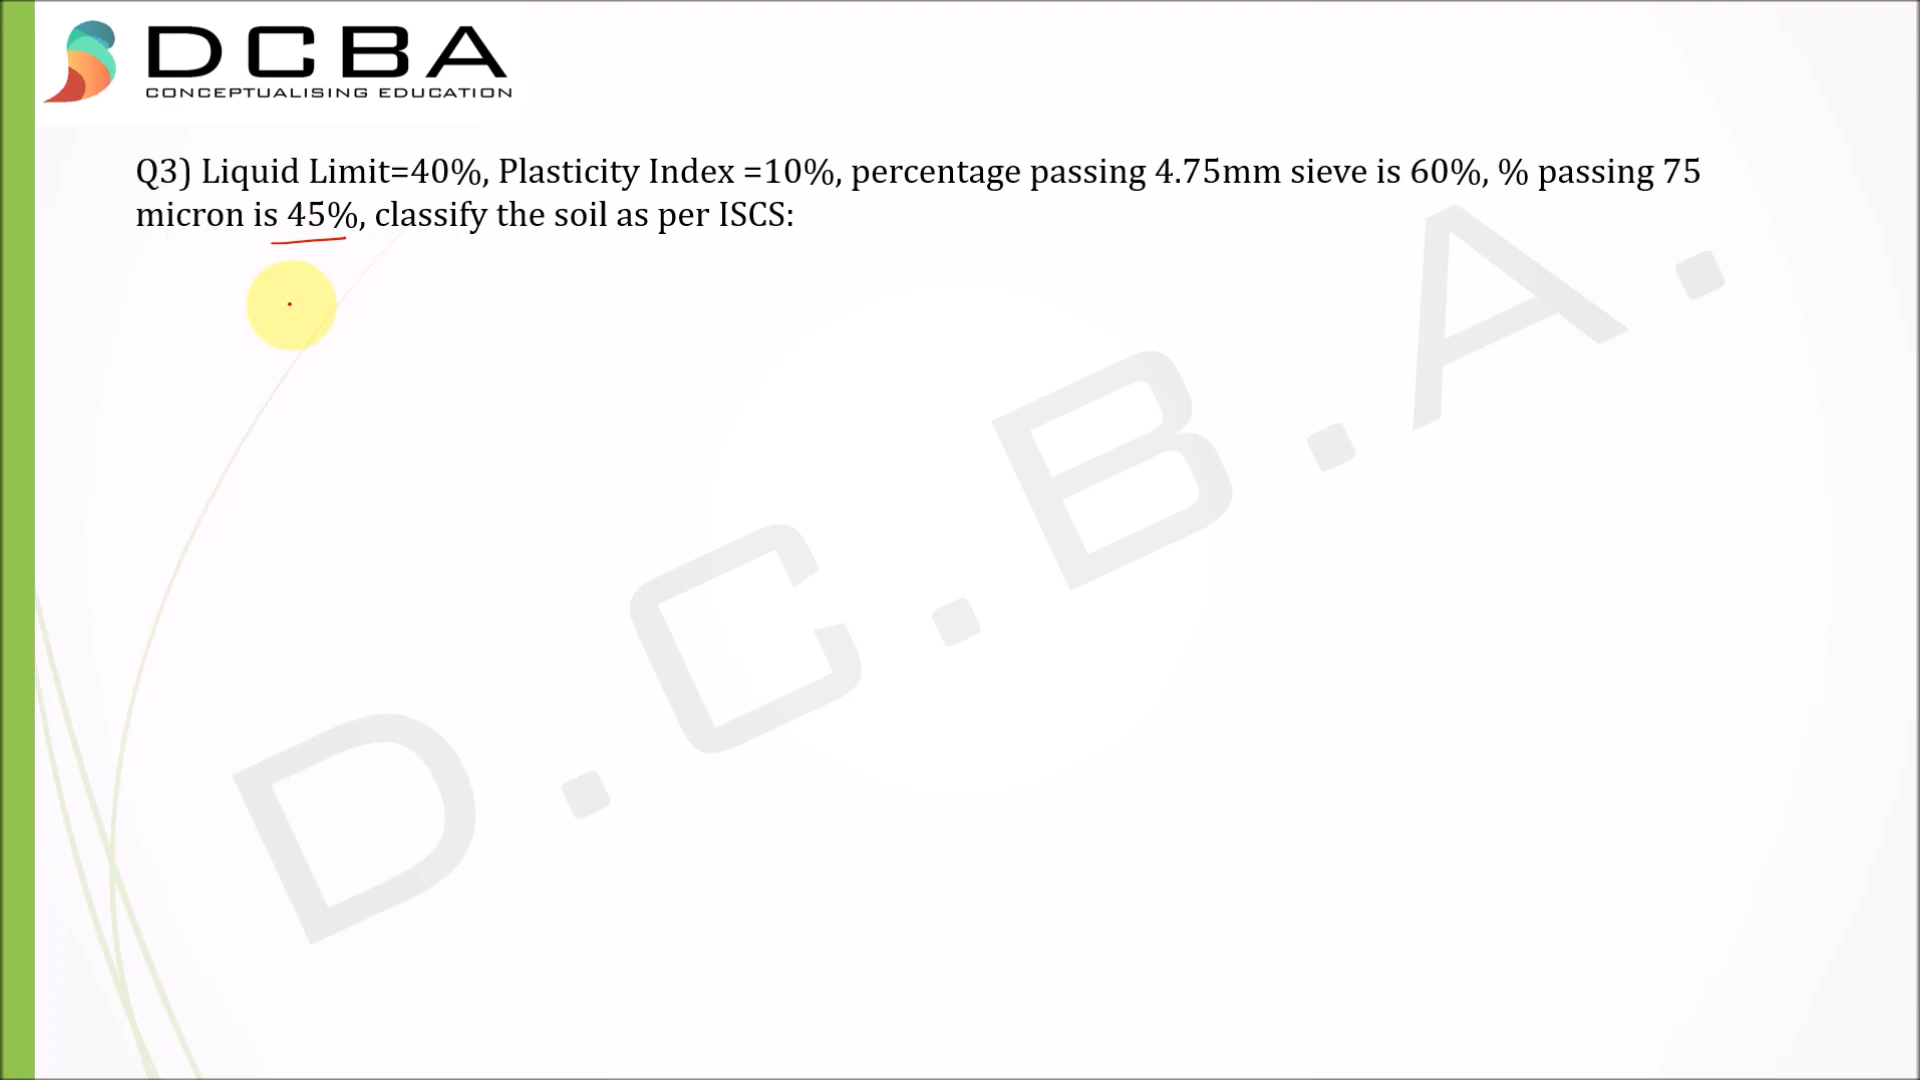 DCBA
CONCEPTUALISING EDUCATION
Q3) Liquid Limit=40%, Plasticity Index =10%, percentage passing 4.75mm sieve is 60%, % passing 75
micron is 45%, classify the soil as per ISCS:
D.C.B.A.